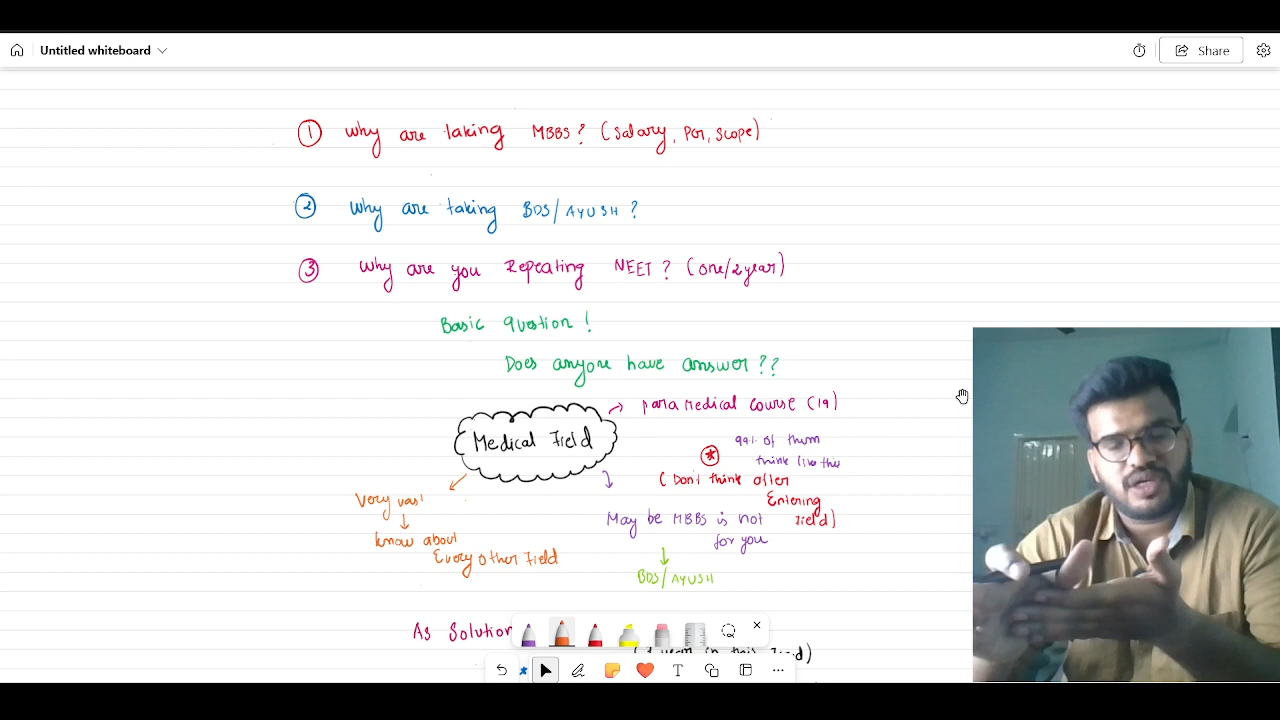 Untitled whiteboard
Share
① Why are taking MBBS? (Salary, Per, Scope)
② Why are taking BDS/AYUSH?
③ Why are you Repeating NEET? (one/2 year)
Basic question!
Does anyone have answer??
Medical Field
para Medical course (19)
99% of them
think like this
(Don't think after
Entering
field)
May be MBBS is not
for you
BDS/AYUSH
Very vast
know about
Every other field
As Solution